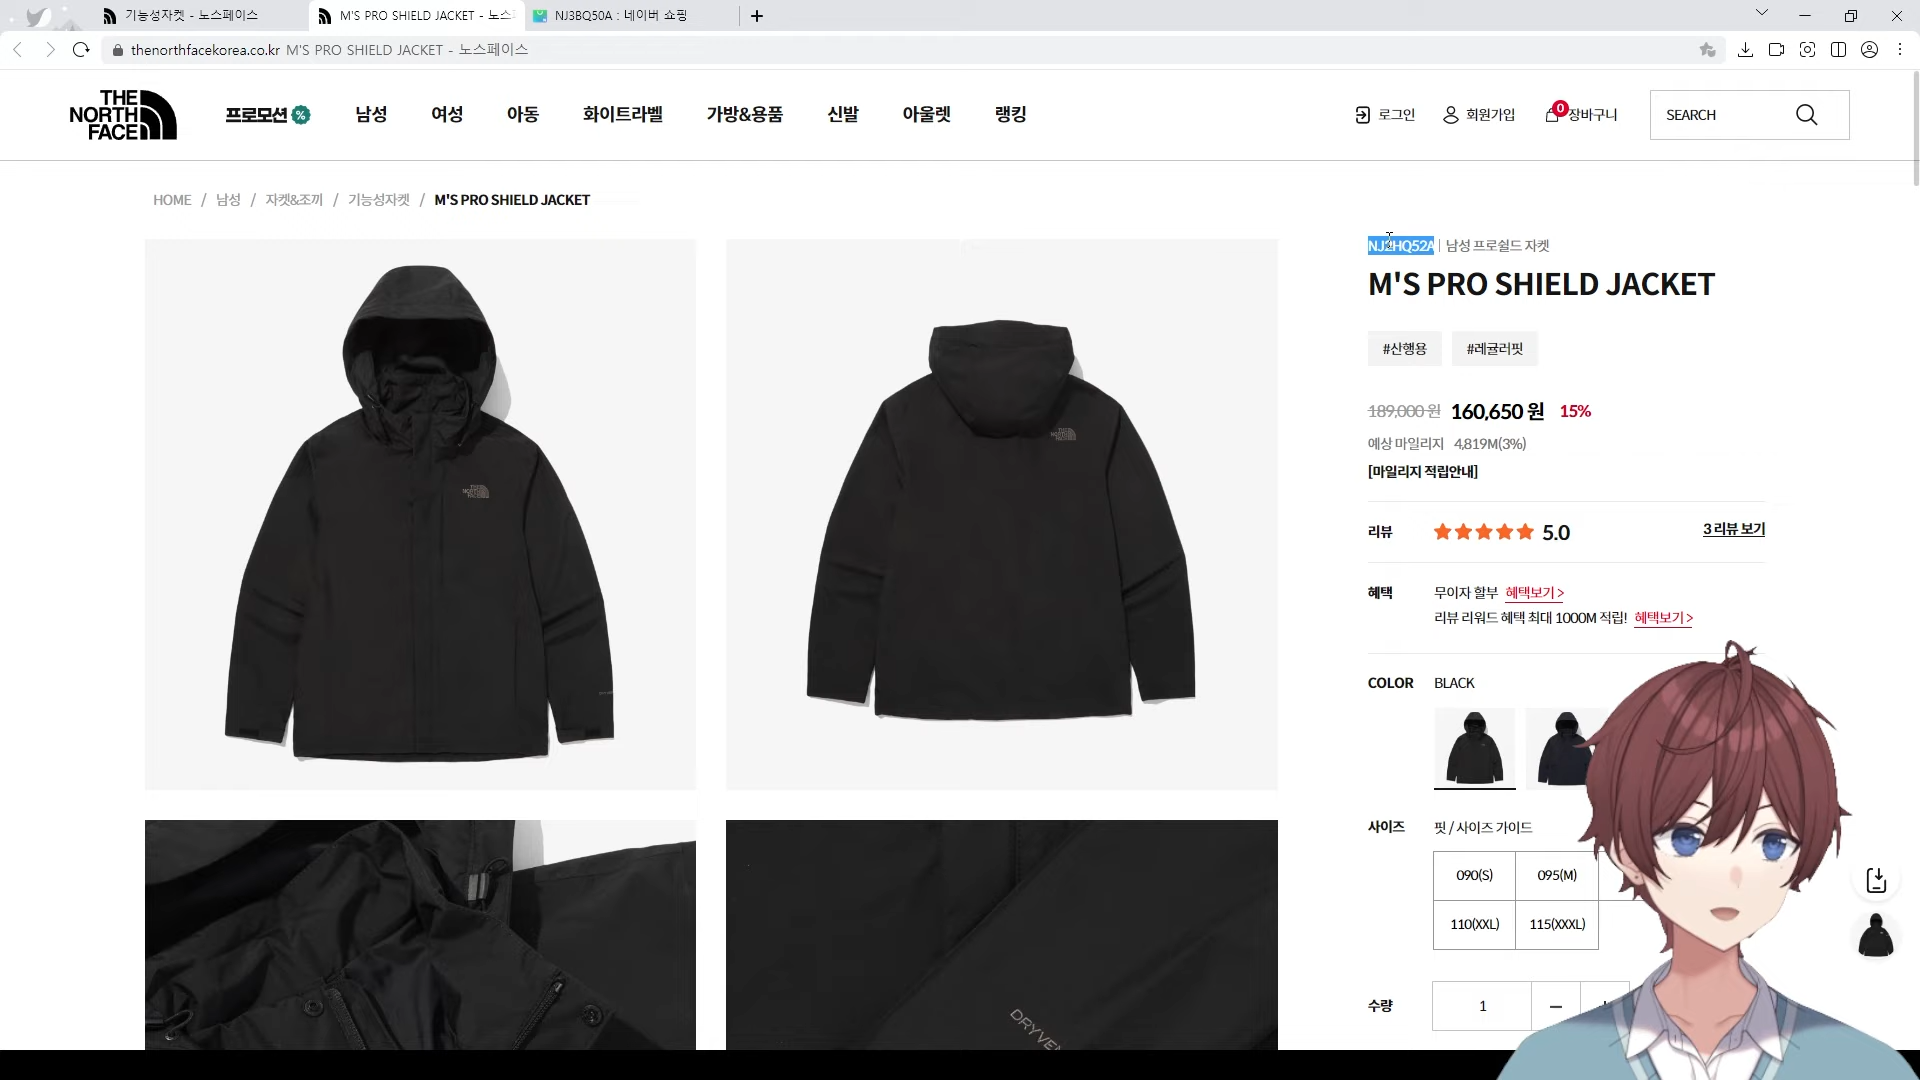 기능성자켓 - 노스페이스
M'S PRO SHIELD JACKET - 노스
NJ3BQ50A : 네이버 쇼핑
thenorthfacekorea.co.kr M'S PRO SHIELD JACKET - 노스페이스
THE NORTH FACE
프로모션 %
남성
여성
아동
화이트라벨
가방&용품
신발
아울렛
랭킹
로그인
회원가입
0
장바구니
SEARCH
HOME / 남성 / 자켓&조끼 / 기능성자켓 / M'S PRO SHIELD JACKET
| 남성 프로쉴드 자켓
M'S PRO SHIELD JACKET
#산행용
#레귤러핏
189,000 원 160,650 원 15%
예상 마일리지 4,819M(3%)
[마일리지 적립안내]
리뷰
5.0
3 리뷰 보기
혜택
무이자 할부 혜택보기 >
리뷰 리워드 혜택 최대 1000M 적립! 혜택보기 >
COLOR BLACK
사이즈
핏 / 사이즈 가이드
090(S)
095(M)
110(XXL)
115(XXXL)
수량
1
THE NORTH FACE
THE NORTH FACE